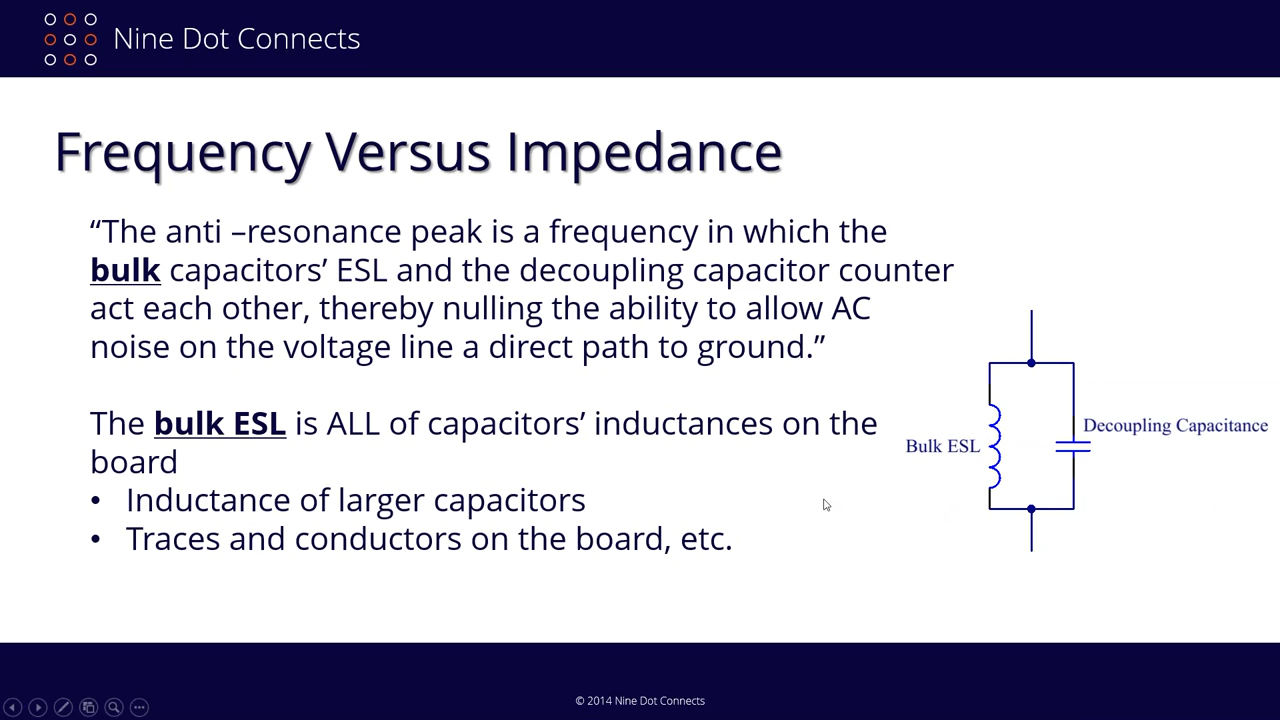 Nine Dot Connects
Frequency Versus Impedance
“The anti –resonance peak is a frequency in which the
bulk capacitors’ ESL and the decoupling capacitor counter
act each other, thereby nulling the ability to allow AC
noise on the voltage line a direct path to ground.”
The bulk ESL is ALL of capacitors’ inductances on the
board
• Inductance of larger capacitors
• Traces and conductors on the board, etc.
Bulk ESL
Decoupling Capacitance
© 2014 Nine Dot Connects